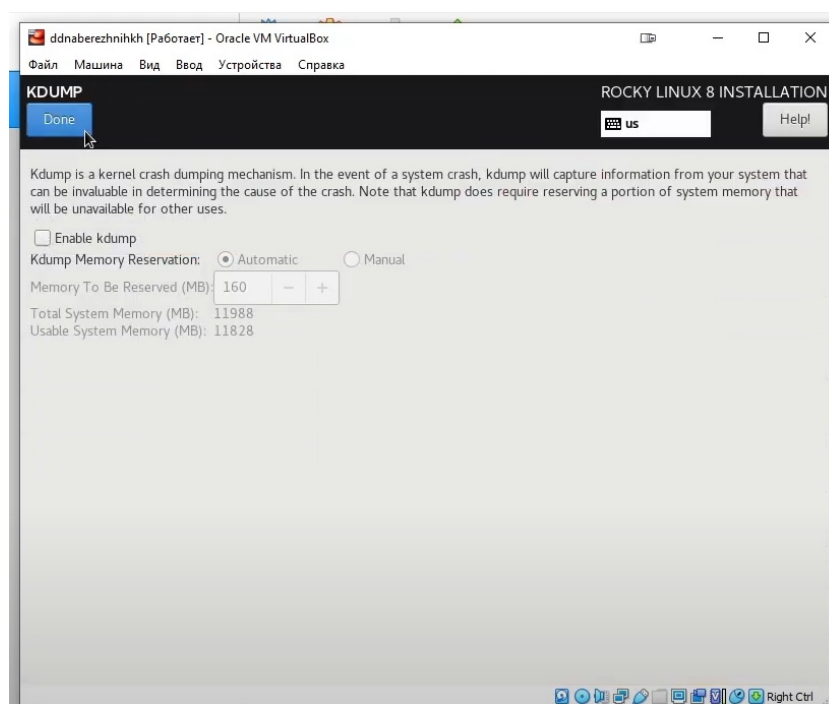 ddnaberezhnihkh [Работает] - Oracle VM VirtualBox
Файл Машина Вид Ввод Устройства Справка
KDUMP
ROCKY LINUX 8 INSTALLATION
Done
us
Help!
Kdump is a kernel crash dumping mechanism. In the event of a system crash, kdump will capture information from your system that
can be invaluable in determining the cause of the crash. Note that kdump does require reserving a portion of system memory that
will be unavailable for other uses.
Enable kdump
Kdump Memory Reservation: Automatic Manual
Memory To Be Reserved (MB): 160 − +
Total System Memory (MB): 11988
Usable System Memory (MB): 11828
Right Ctrl